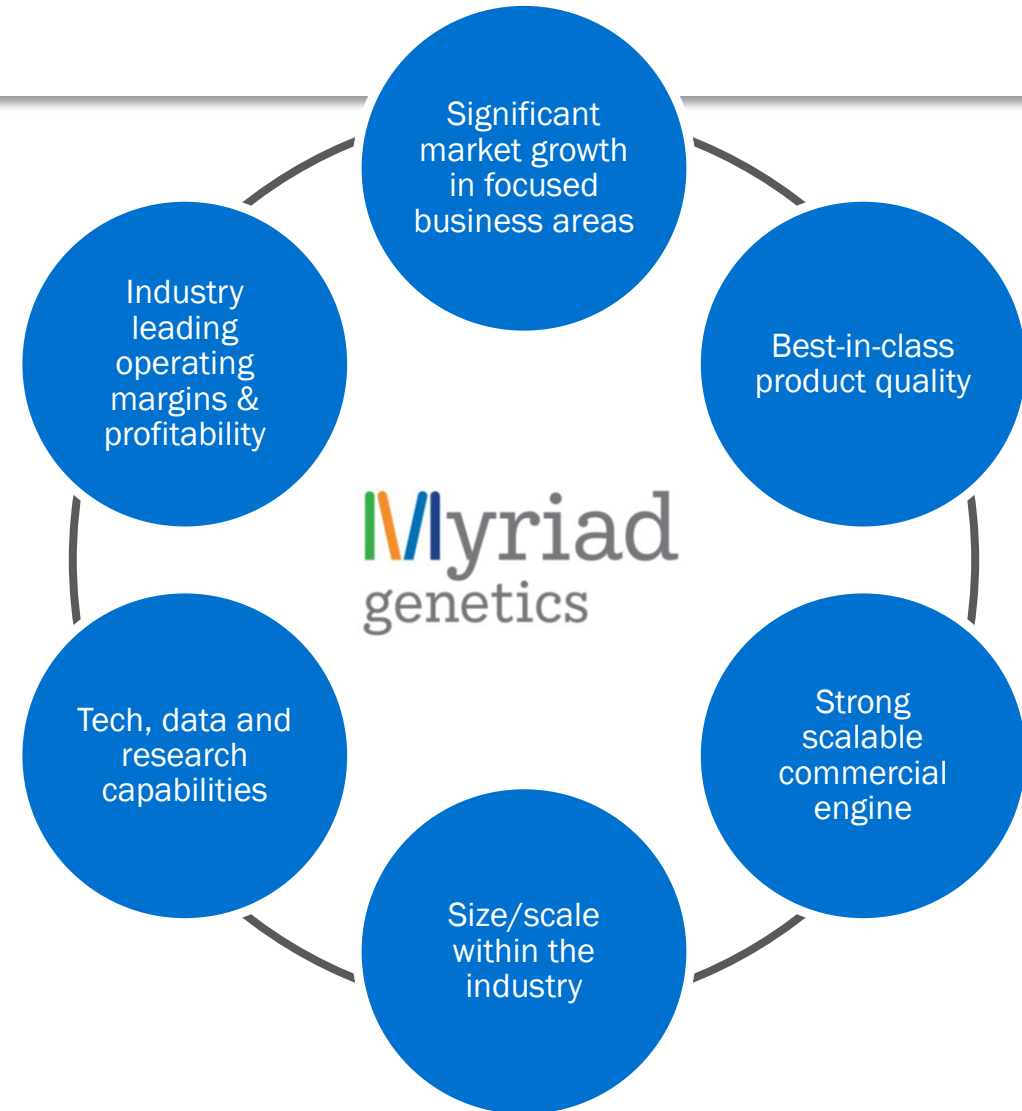 Significant
market growth
in focused
business areas
Best-in-class
product quality
Strong
scalable
commercial
engine
Size/scale
within the
industry
Tech, data and
research
capabilities
Industry
leading
operating
margins &
profitability
Myriad
genetics